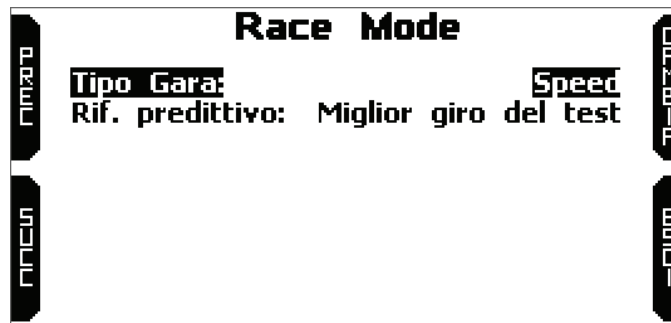 Race Mode
PREC
Tipo Gara: Speed
Rif. predittivo: Miglior giro del test
SUCC